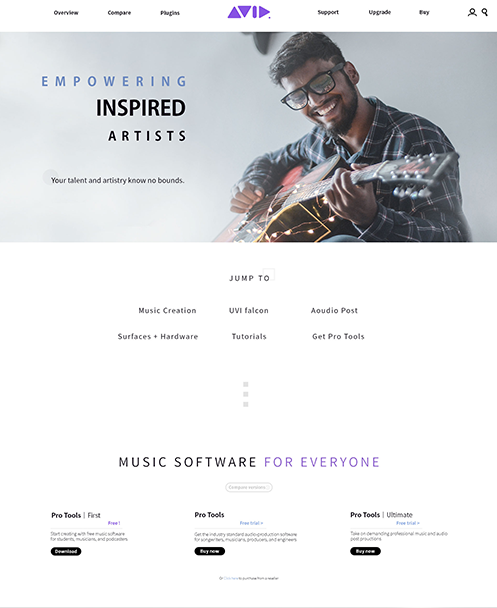 Overview Compare Plugins AVID Support Upgrade Buy
EMPOWERING
INSPIRED
ARTISTS
Your talent and artistry know no bounds.
JUMP TO
Music Creation UVI falcon Aoudio Post
Surfaces + Hardware Tutorials Get Pro Tools
MUSIC SOFTWARE FOR EVERYONE
Compare versions
Pro Tools | First Pro Tools Pro Tools | Ultimate
Free! Free trial » Free trial »
Start creating with free music software
for students, musicians, and podcasters.
Download
Get the industry standard audio-production software
for songwriters, musicians, producers, and engineers
Buy now
Take on demanding professional music and audio
post productions
Buy now
to purchase from a reseller